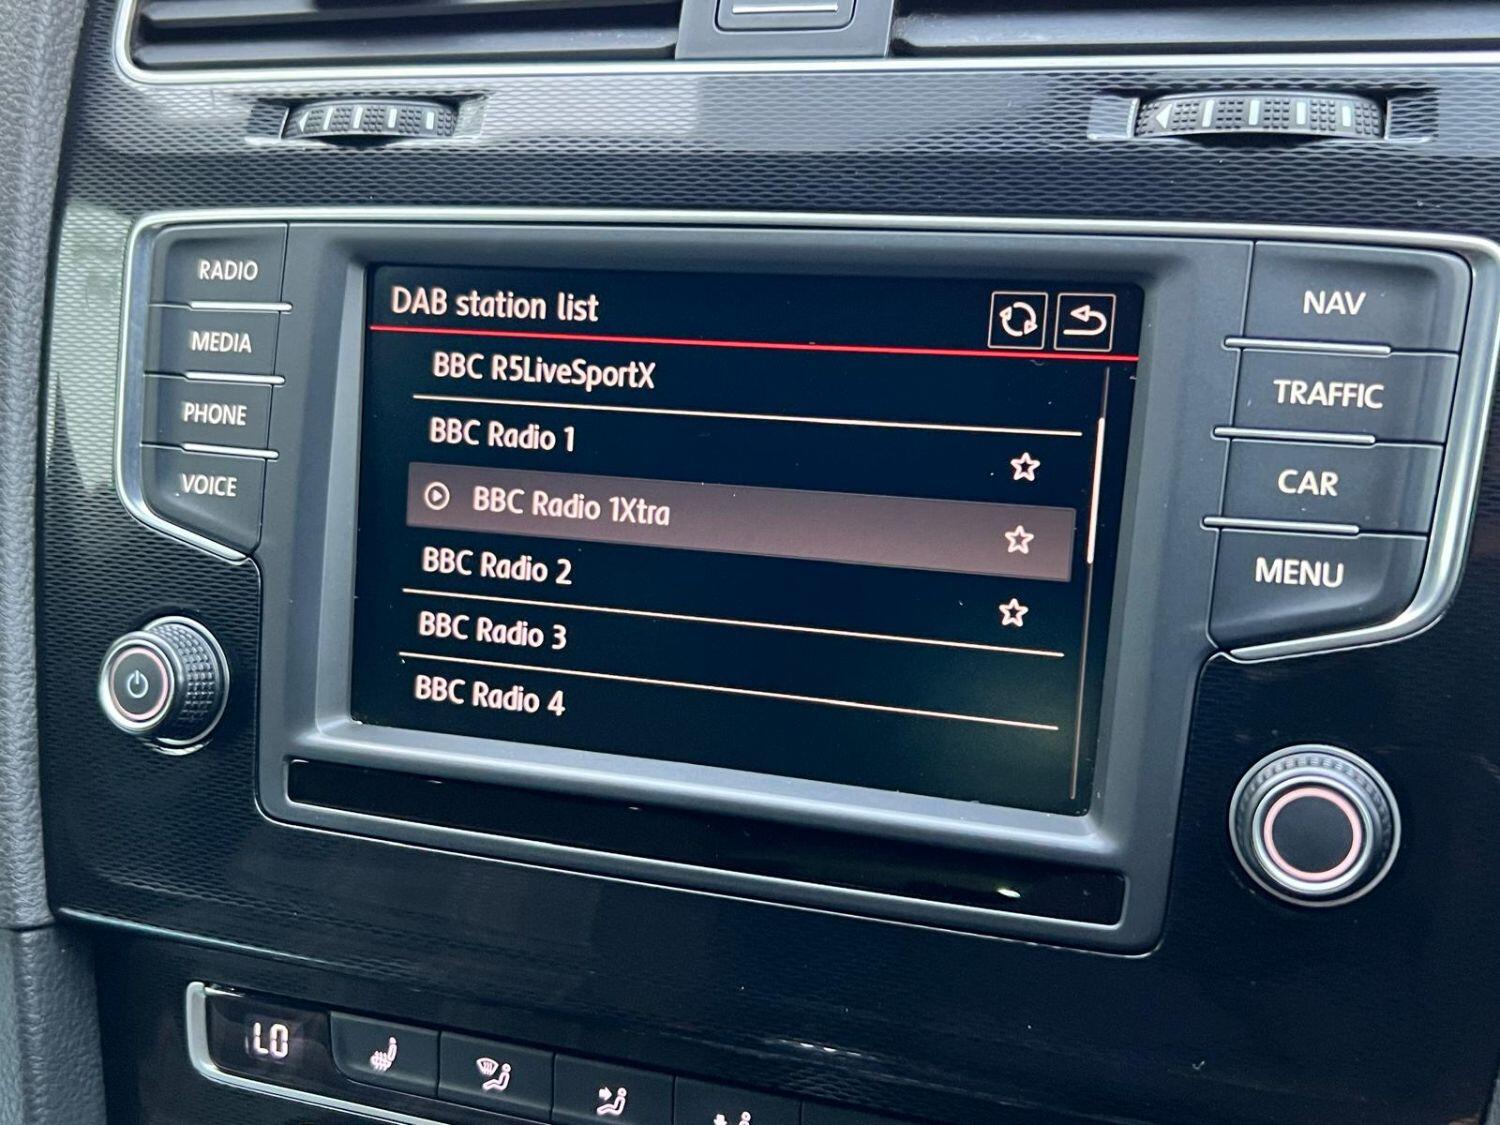 RADIO
MEDIA
PHONE
VOICE
DAB station list
BBC R5LiveSportX
BBC Radio 1
BBC Radio 1Xtra
BBC Radio 2
BBC Radio 3
BBC Radio 4
NAV
TRAFFIC
CAR
MENU
LO